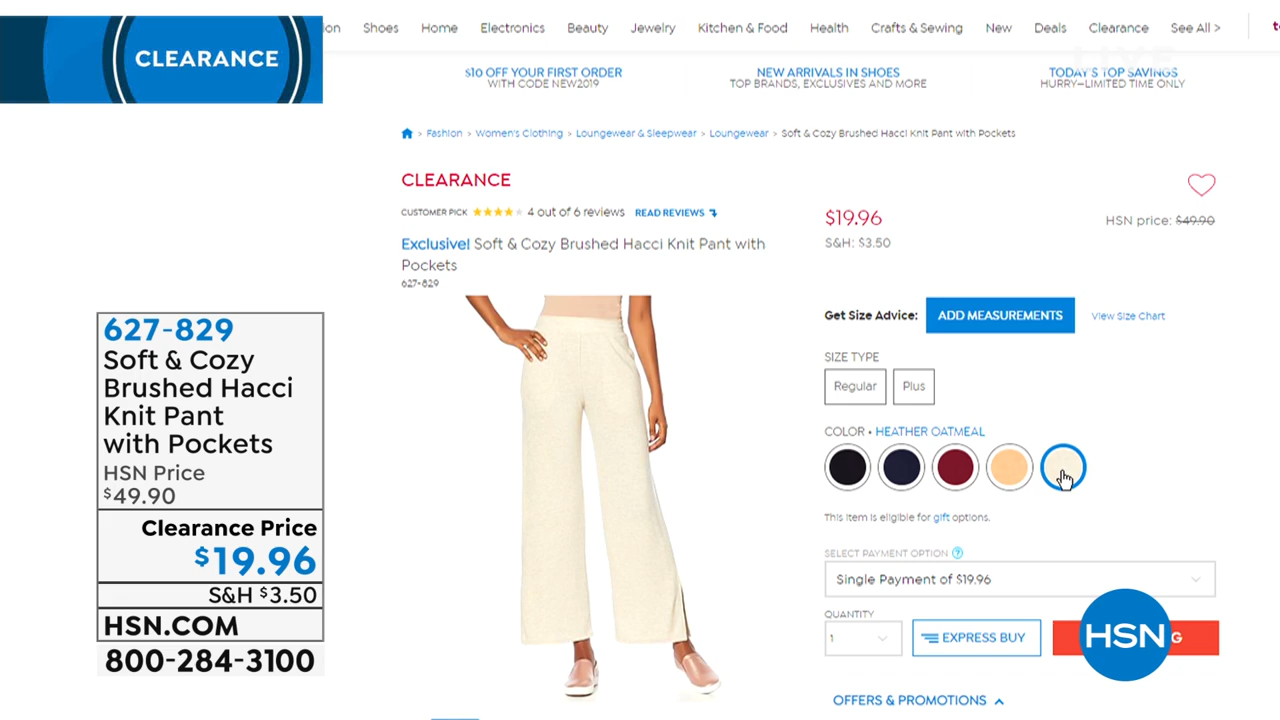 CLEARANCE
Shoes Home Electronics Beauty Jewelry Kitchen & Food Health Crafts & Sewing New Deals Clearance See All >
LIVE
$10 OFF YOUR FIRST ORDER
WITH CODE NEW2019
NEW ARRIVALS IN SHOES
TOP BRANDS, EXCLUSIVES AND MORE
TODAY'S TOP SAVINGS
HURRY—LIMITED TIME ONLY
> Fashion > Women's Clothing > Loungewear & Sleepwear > Loungewear > Soft & Cozy Brushed Hacci Knit Pant with Pockets
CLEARANCE
CUSTOMER PICK 4 out of 6 reviews READ REVIEWS
Exclusive! Soft & Cozy Brushed Hacci Knit Pant with
Pockets
627-829
$19.96
HSN price: $49.90
S&H: $3.50
Get Size Advice: ADD MEASUREMENTS View Size Chart
SIZE TYPE
Regular Plus
COLOR • HEATHER OATMEAL
This item is eligible for gift options.
SELECT PAYMENT OPTION ?
Single Payment of $19.96
QUANTITY
1
EXPRESS BUY
HSN
G
OFFERS & PROMOTIONS
627-829
Soft & Cozy
Brushed Hacci
Knit Pant
with Pockets
HSN Price
$49.90
Clearance Price
$19.96
S&H $3.50
HSN.COM
800-284-3100